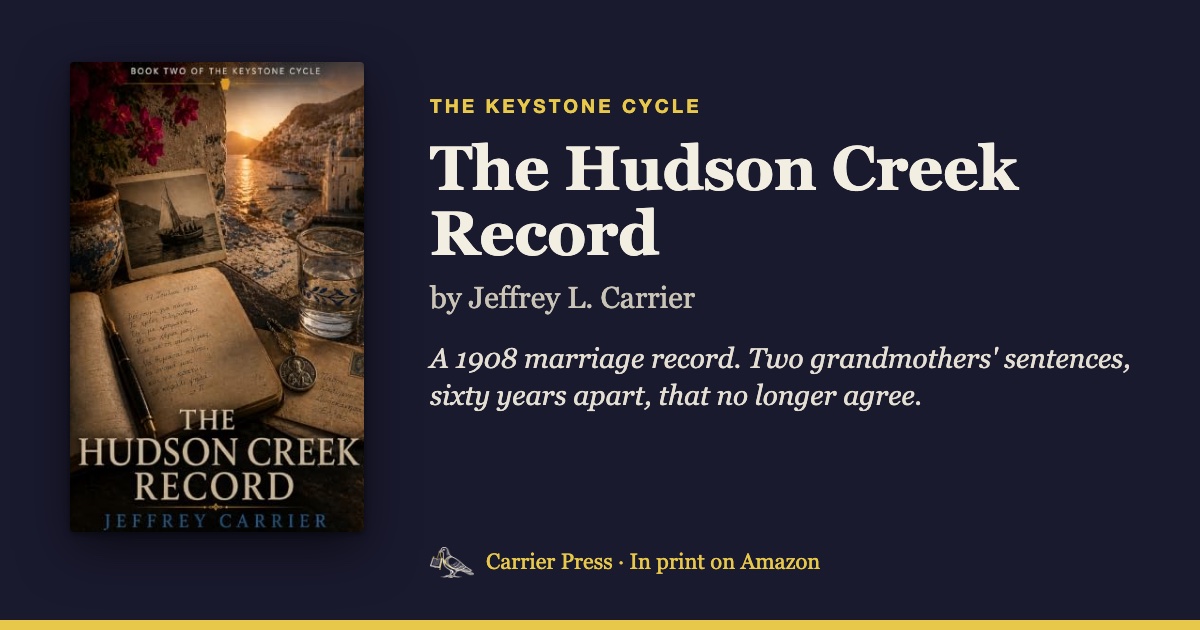 BOOK TWO OF THE KEYSTONE CYCLE
THE
HUDSON CREEK
RECORD
JEFFREY CARRIER
THE KEYSTONE CYCLE
The Hudson Creek
Record
by Jeffrey L. Carrier
A 1908 marriage record. Two grandmothers' sentences,
sixty years apart, that no longer agree.
Carrier Press · In print on Amazon